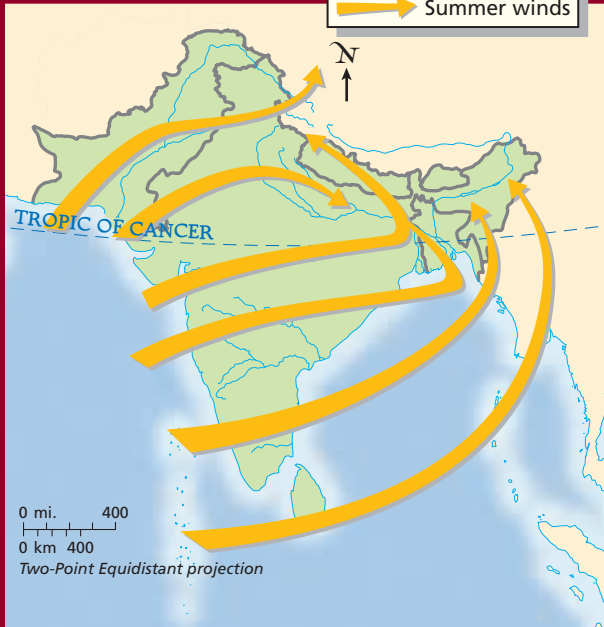 Summer winds
N
TROPIC OF CANCER
0 mi. 400
0 km 400
Two-Point Equidistant projection